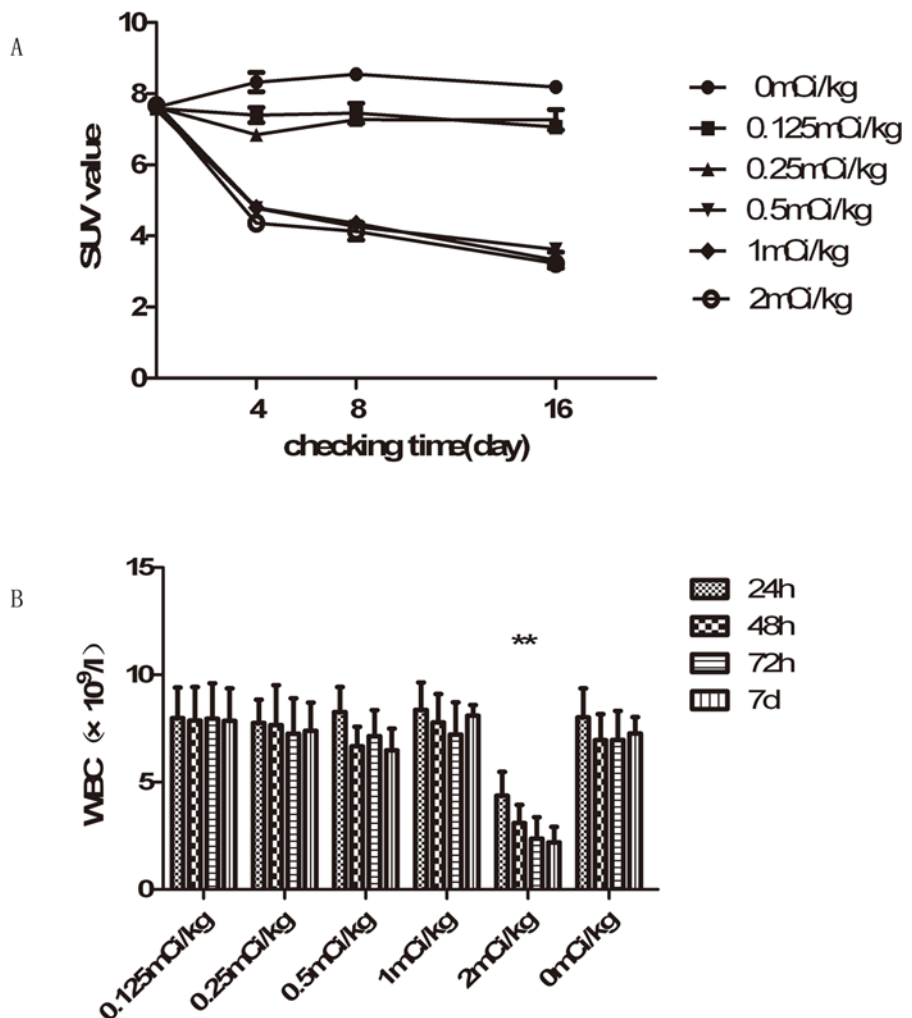 A
10
8
6
4
2
0
SUV value
4 8 16
checking time(day)
0mCi/kg
0.125mCi/kg
0.25mCi/kg
0.5mCi/kg
1mCi/kg
2mCi/kg
B
15
10
5
0
WBC (× 10⁹/l)
**
24h
48h
72h
7d
0.125mCi/kg 0.25mCi/kg 0.5mCi/kg 1mCi/kg 2mCi/kg 0mCi/kg